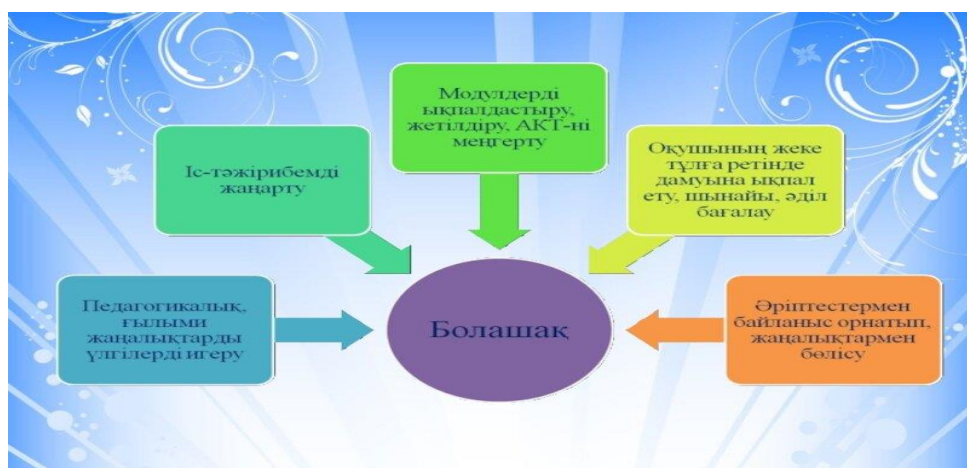 Модулдерді
ықпалдастыру,
жетілдіру, АКТ-ні
меңгерту
Іс-тәжірибемді
жаңарту
Оқушының жеке
тұлға ретінде
дамуына ықпал
ету, шынайы, әділ
бағалау
Педагогикалық,
ғылыми
жаңалықтарды
үлгілерді игеру
Болашақ
Әріптестермен
байланыс орнатып,
жаңалықтармен
бөлісу